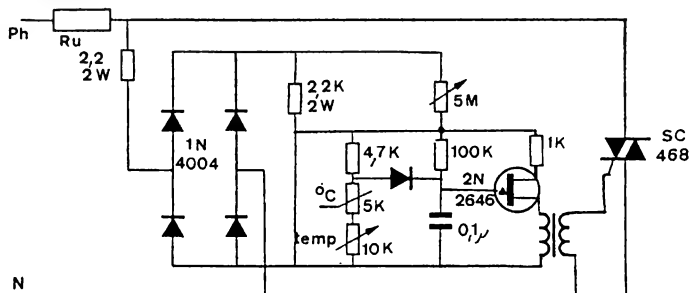 Ph
Ru
2,2
2W
1N
4004
2,2K
2W
5M
4,7K
100K
1K
SC
468
°C
5K
2N
2646
temp
10K
0,1µ
N